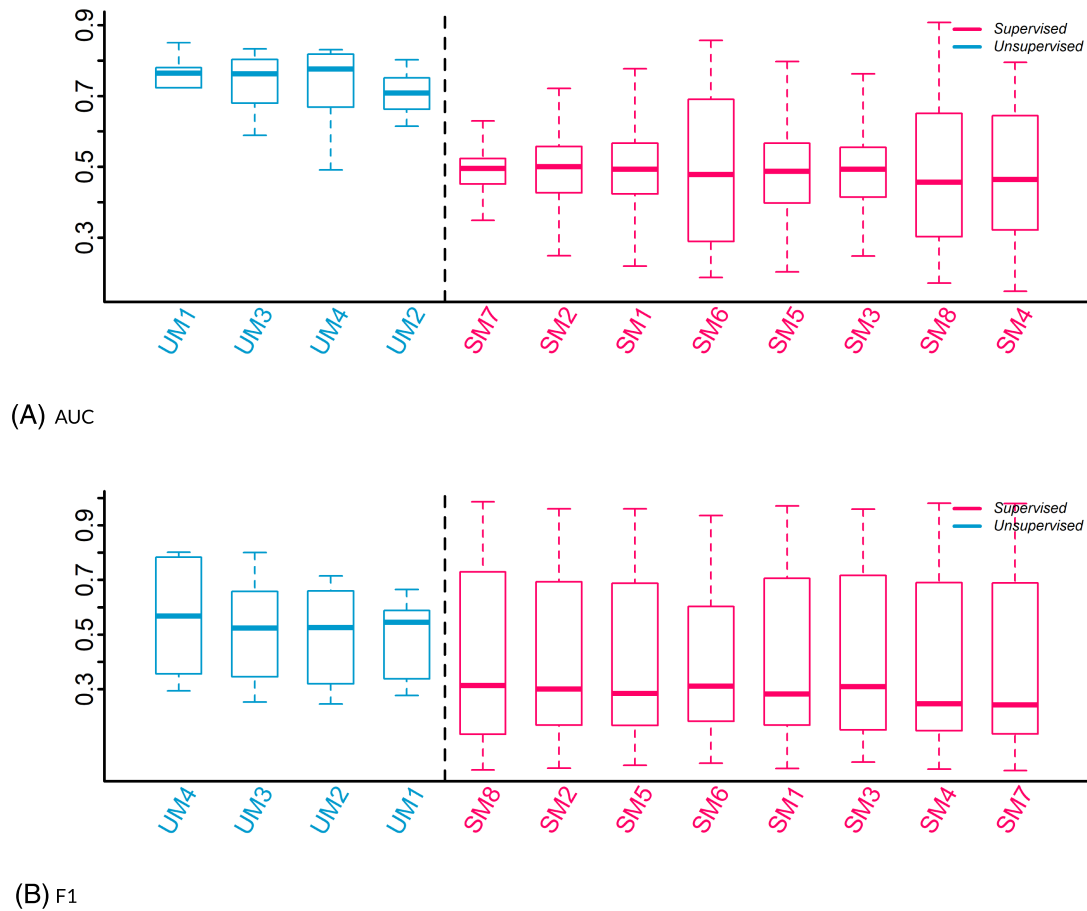 0.9
0.7
0.5
0.3
Supervised
Unsupervised
UM1 UM3 UM4 UM2 SM7 SM2 SM1 SM6 SM5 SM3 SM8 SM4
(A) AUC
0.9
0.7
0.5
0.3
Supervised
Unsupervised
UM4 UM3 UM2 UM1 SM8 SM2 SM5 SM6 SM1 SM3 SM4 SM7
(B) F1